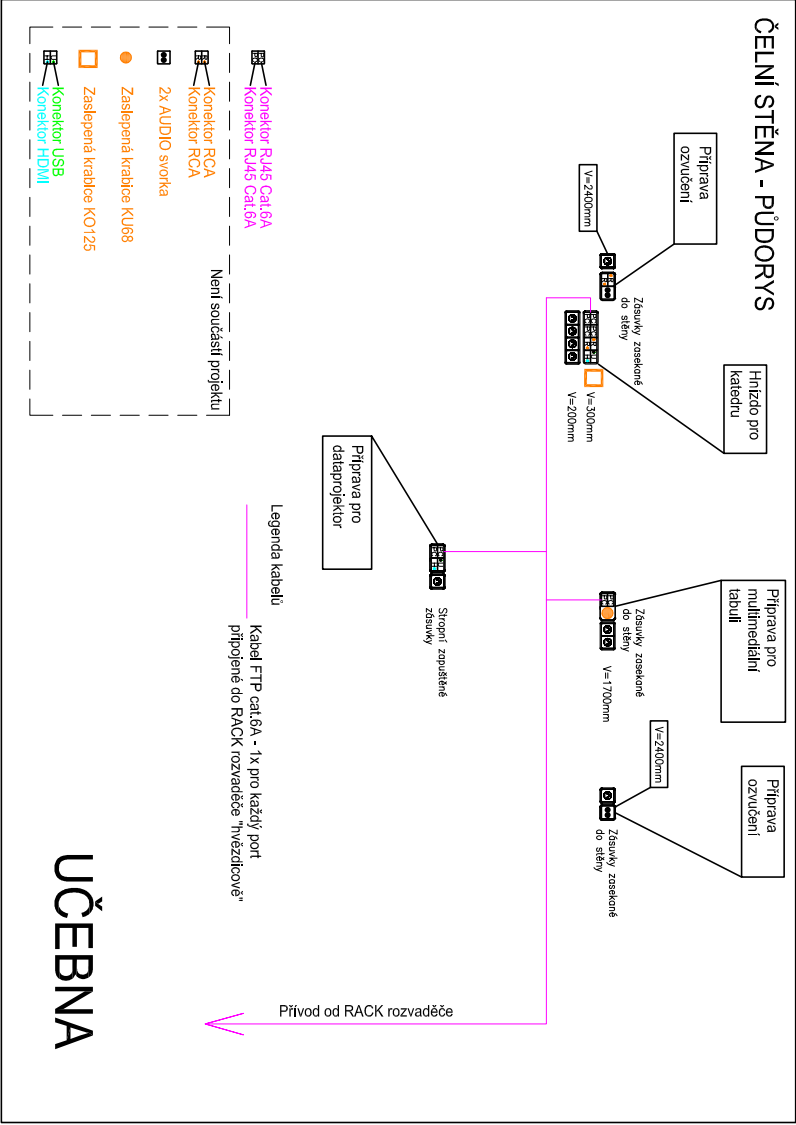 ČELNÍ STĚNA - PŮDORYS
Příprava
ozvučení
Hnízdo pro
katedru
Příprava pro
multimediální
tabuli
Příprava
ozvučení
V=2400mm
V=2400mm
Zásuvky zasekané
do stěny
V=300mm
V=200mm
Zásuvky zasekané
do stěny
V=1700mm
Zásuvky zasekané
do stěny
Stropní zapuštěné
zásuvky
Příprava pro
dataprojektor
Přívod od RACK rozvaděče
Konektor RJ45 Cat.6A
Konektor RJ45 Cat.6A
Legenda kabelů
Kabel FTP cat.6A - 1x pro každý port
připojené do RACK rozvaděče "hvězdicově"
Není součástí projektu
Konektor RCA
Konektor RCA
2x AUDIO svorka
Zaslepená krabice KU68
Zaslepená krabice KO125
Konektor USB
Konektor HDMI
UČEBNA